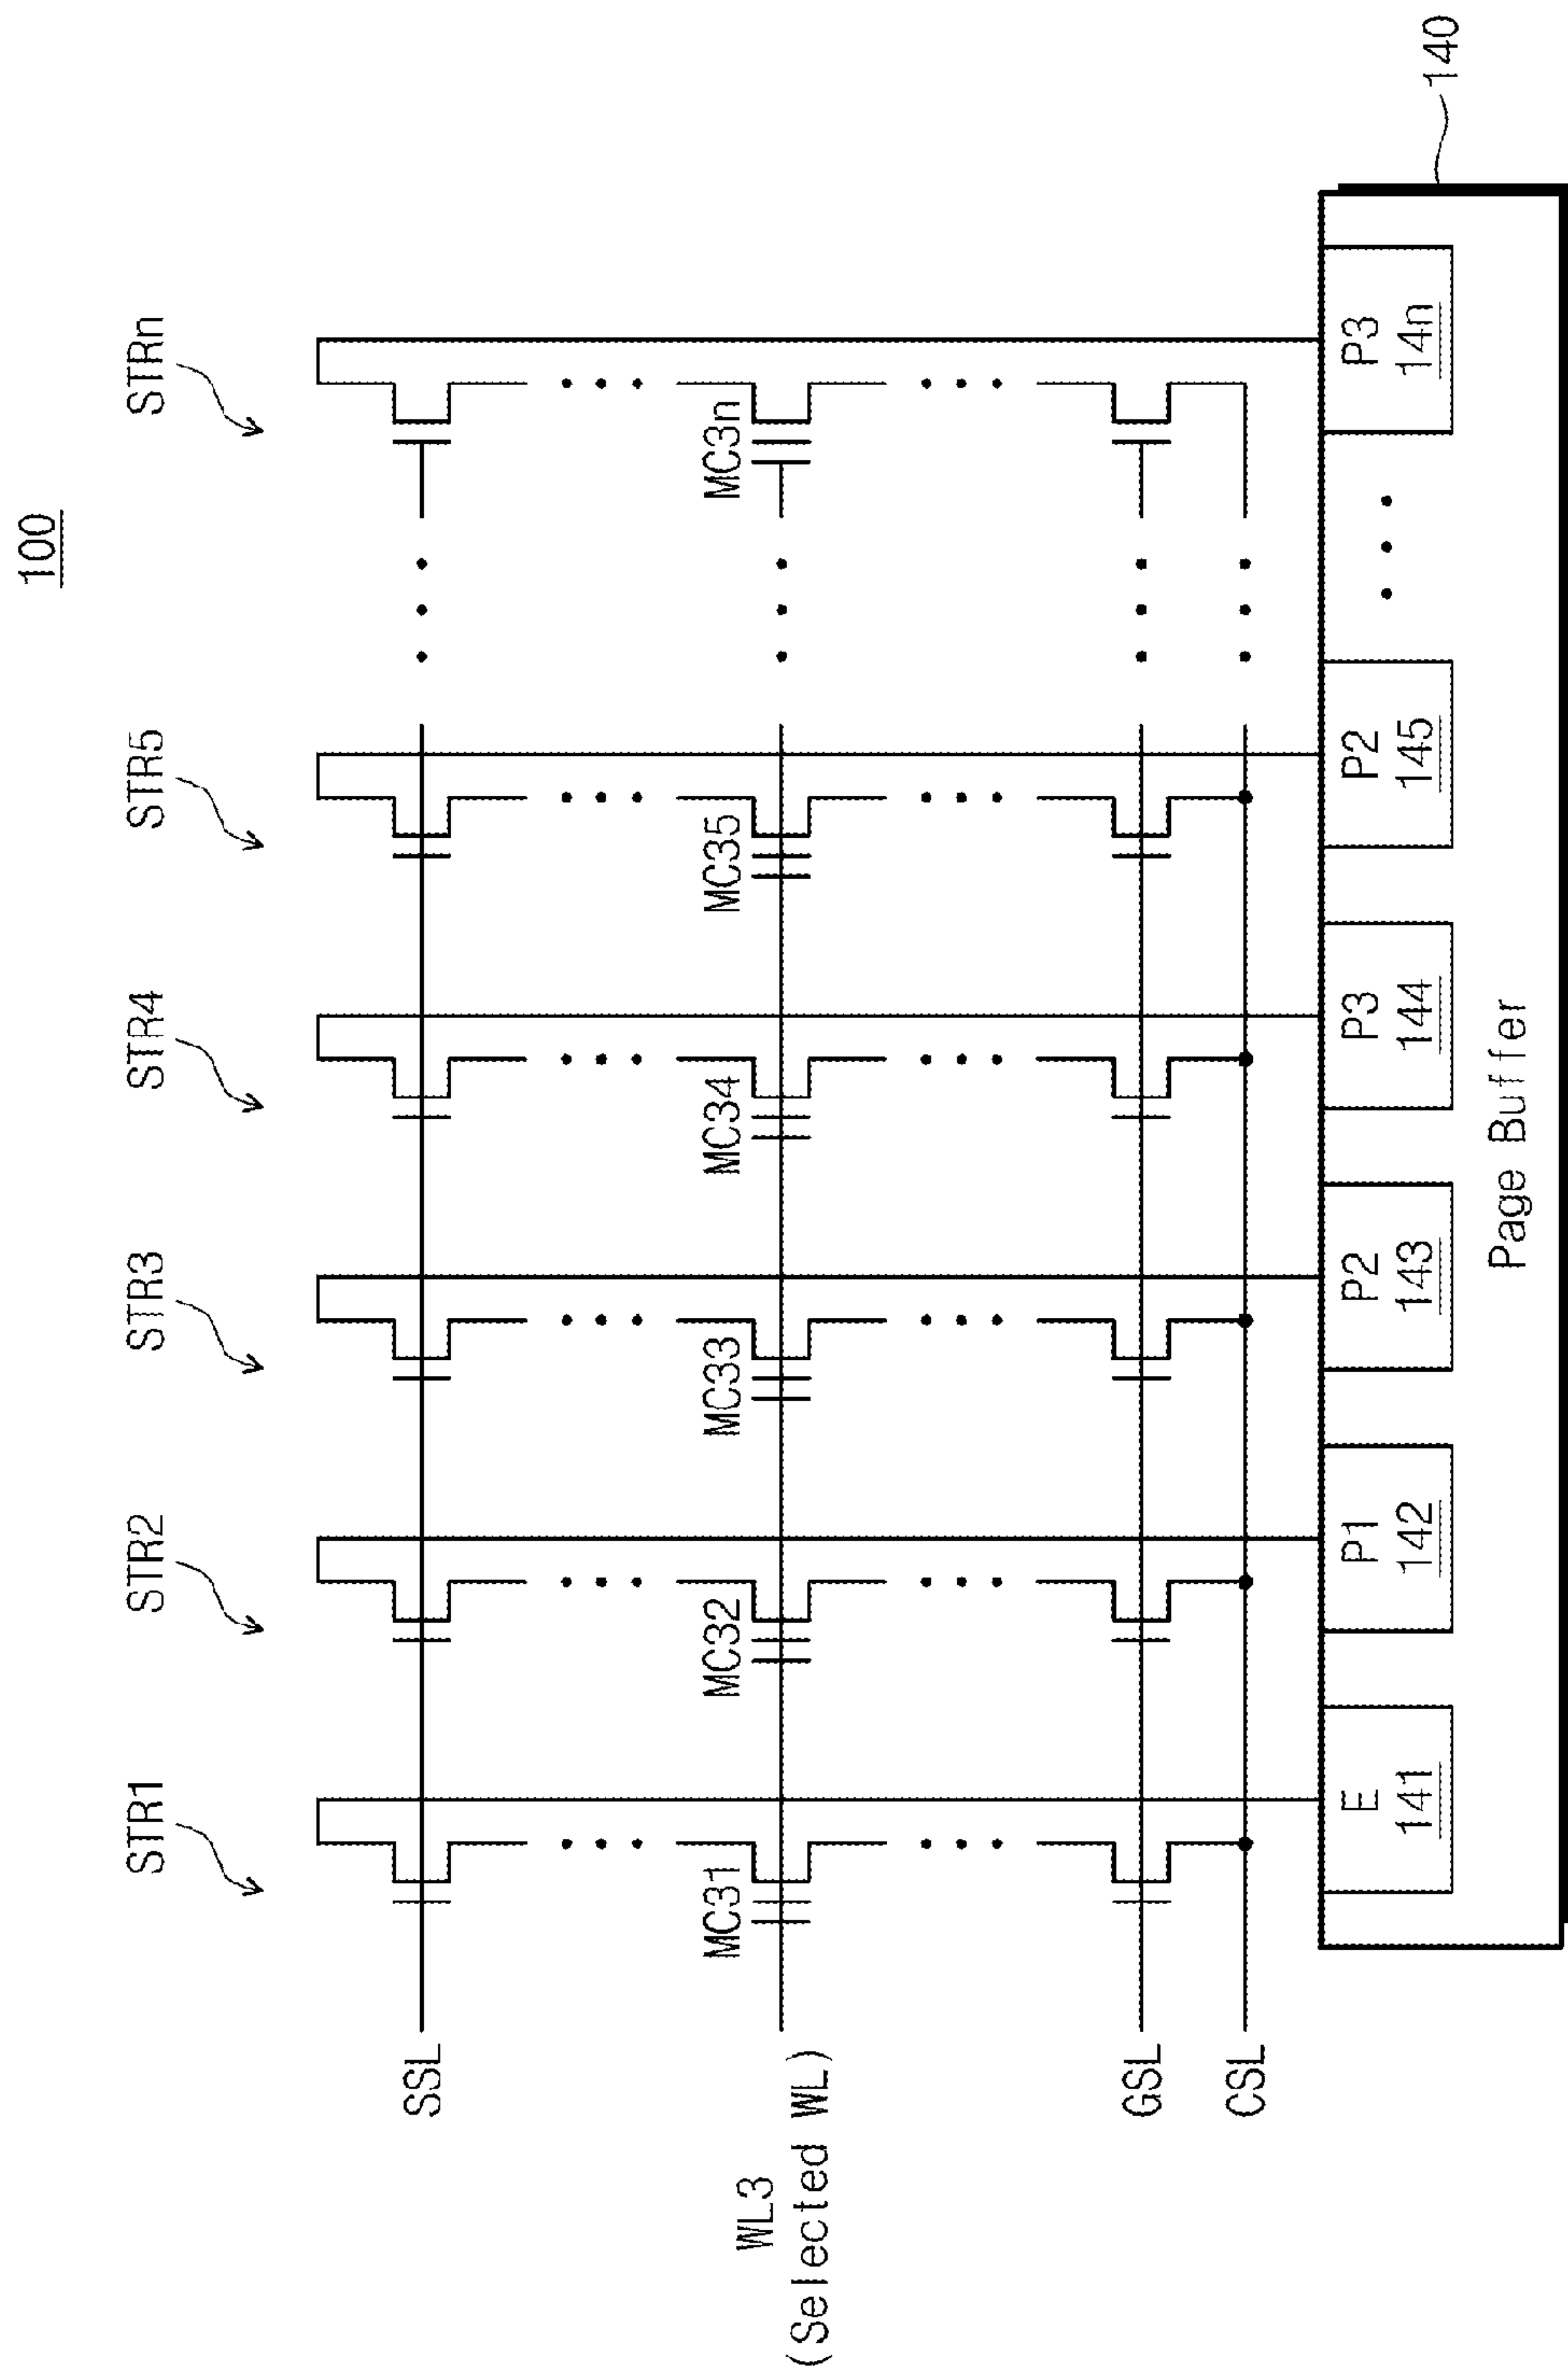 100
STR1
STR2
STR3
STR4
STR5
STRn
SSL
MC31
MC32
MC33
MC34
MC35
MC3n
WL3
(Selected WL)
GSL
CSL
E
141
P1
142
P2
143
P3
144
P2
145
P3
14n
Page Buffer
140